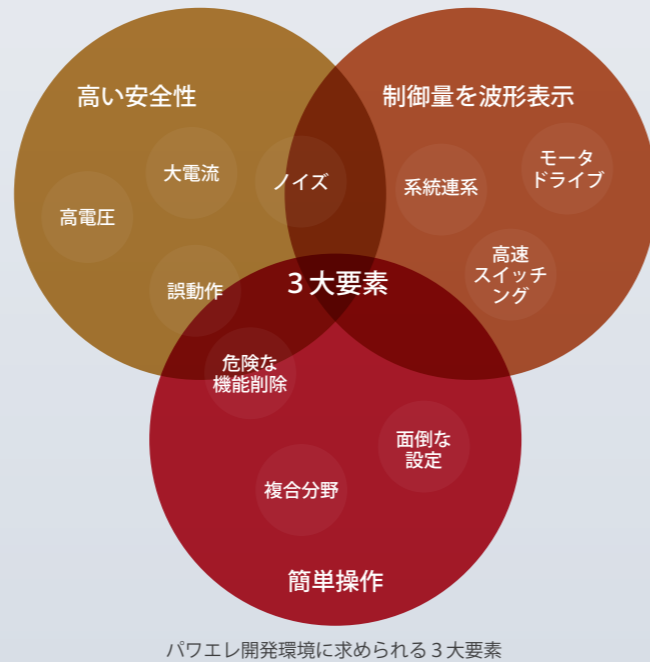 高い安全性
制御量を波形表示
大電流
ノイズ
高電圧
誤動作
系統連系
モータ
ドライブ
高速
スイッチ
ング
3大要素
危険な
機能削除
面倒な
設定
複合分野
簡単操作
パワエレ開発環境に求められる3大要素